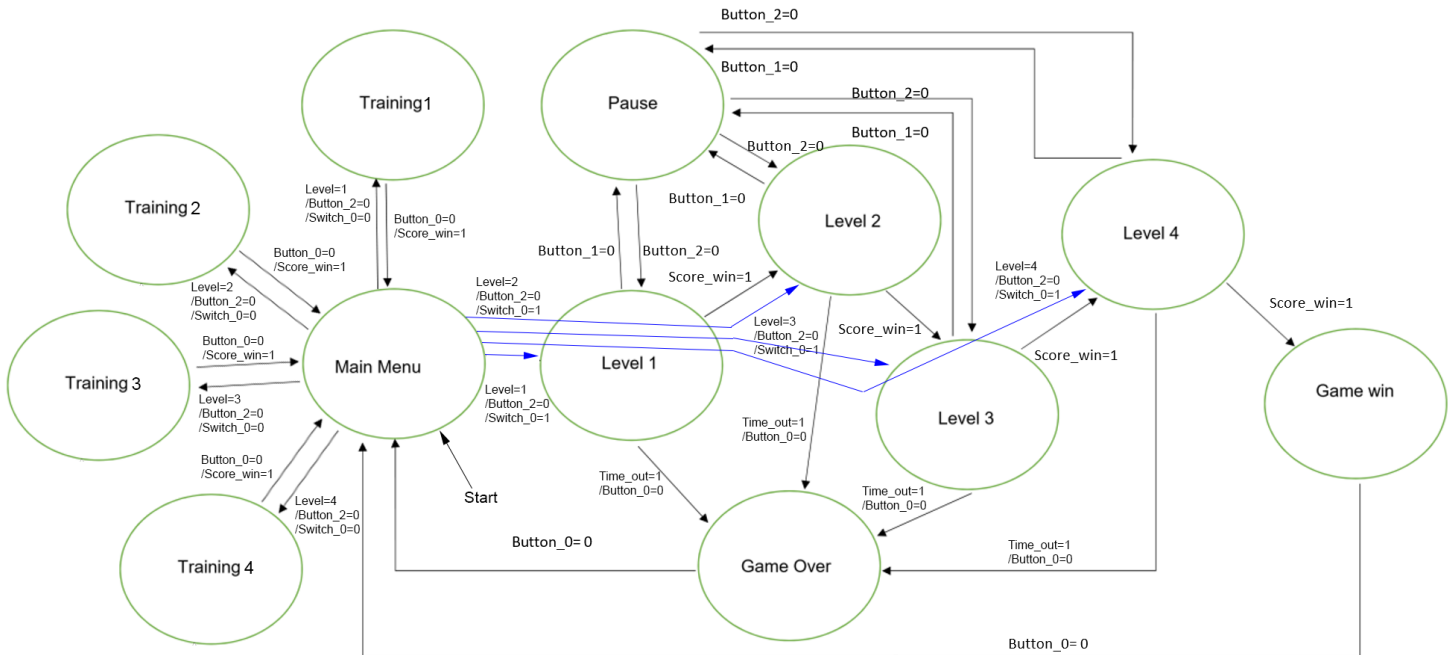 Button_2=0
Button_1=0
Training1
Pause
Button_2=0
Button_1=0
Button_2=0
Level=1
/Button_2=0
/Switch_0=0
Button_0=0
/Score_win=1
Button_1=0
Training 2
Level 2
Level 4
Button_0=0
/Score_win=1
Button_1=0
Button_2=0
Level=2
/Button_2=0
/Switch_0=0
Level=2
/Button_2=0
/Switch_0=1
Score_win=1
Level=4
/Button_2=0
/Switch_0=1
Score_win=1
Level=3
/Button_2=0
/Switch_0=1
Score_win=1
Button_0=0
/Score_win=1
Score_win=1
Training 3
Main Menu
Level 1
Game win
Level=3
/Button_2=0
/Switch_0=0
Level=1
/Button_2=0
/Switch_0=1
Level 3
Time_out=1
/Button_0=0
Button_0=0
/Score_win=1
Time_out=1
/Button_0=0
Time_out=1
/Button_0=0
Start
Level=4
/Button_2=0
/Switch_0=0
Button_0= 0
Time_out=1
/Button_0=0
Training 4
Game Over
Button_0= 0